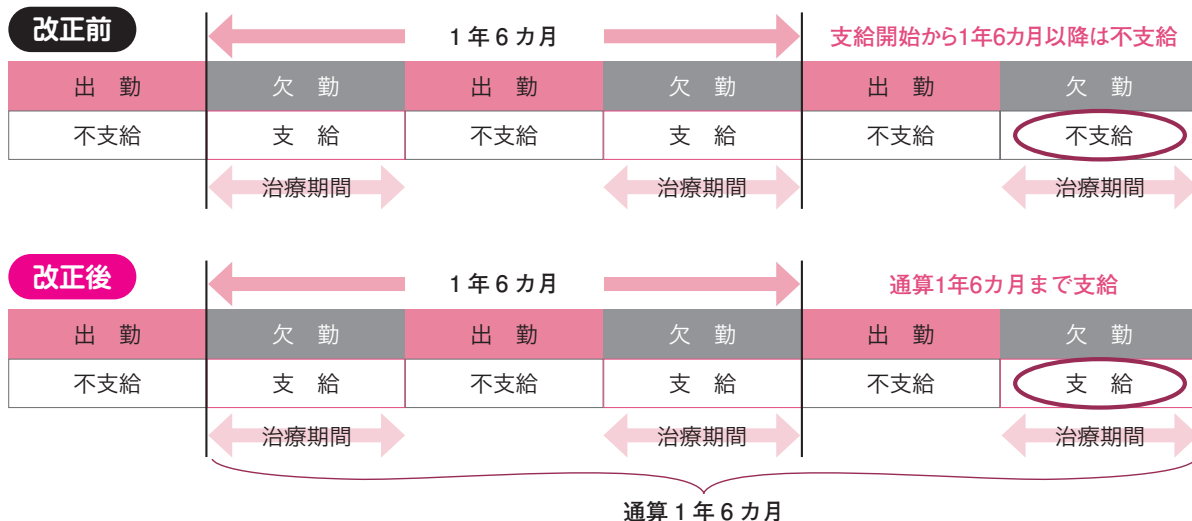 改正前
1年6カ月
支給開始から1年6カ月以降は不支給
出 勤 欠 勤 出 勤 欠 勤 出 勤 欠 勤
不支給 支 給 不支給 支 給 不支給 不支給
治療期間 治療期間 治療期間
改正後
1年6カ月
通算1年6カ月まで支給
出 勤 欠 勤 出 勤 欠 勤 出 勤 欠 勤
不支給 支 給 不支給 支 給 不支給 支 給
治療期間 治療期間 治療期間
通算1年6カ月